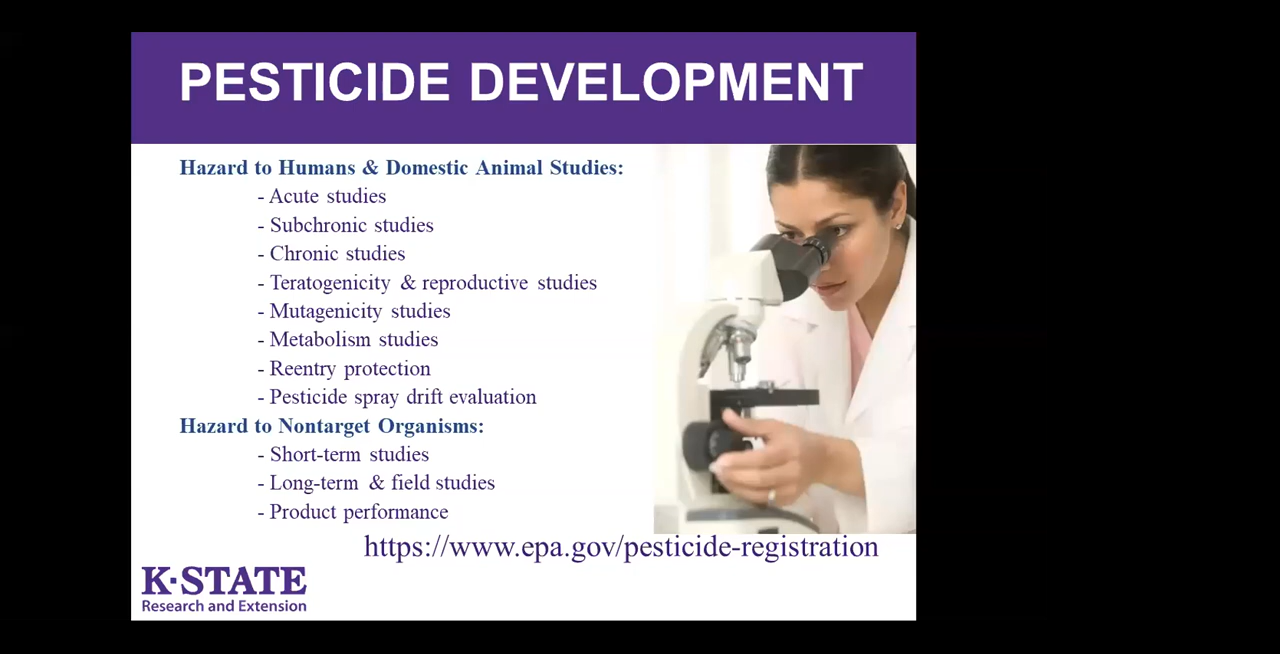 PESTICIDE DEVELOPMENT
Hazard to Humans & Domestic Animal Studies:
- Acute studies
- Subchronic studies
- Chronic studies
- Teratogenicity & reproductive studies
- Mutagenicity studies
- Metabolism studies
- Reentry protection
- Pesticide spray drift evaluation
Hazard to Nontarget Organisms:
- Short-term studies
- Long-term & field studies
- Product performance
https://www.epa.gov/pesticide-registration
K·STATE
Research and Extension